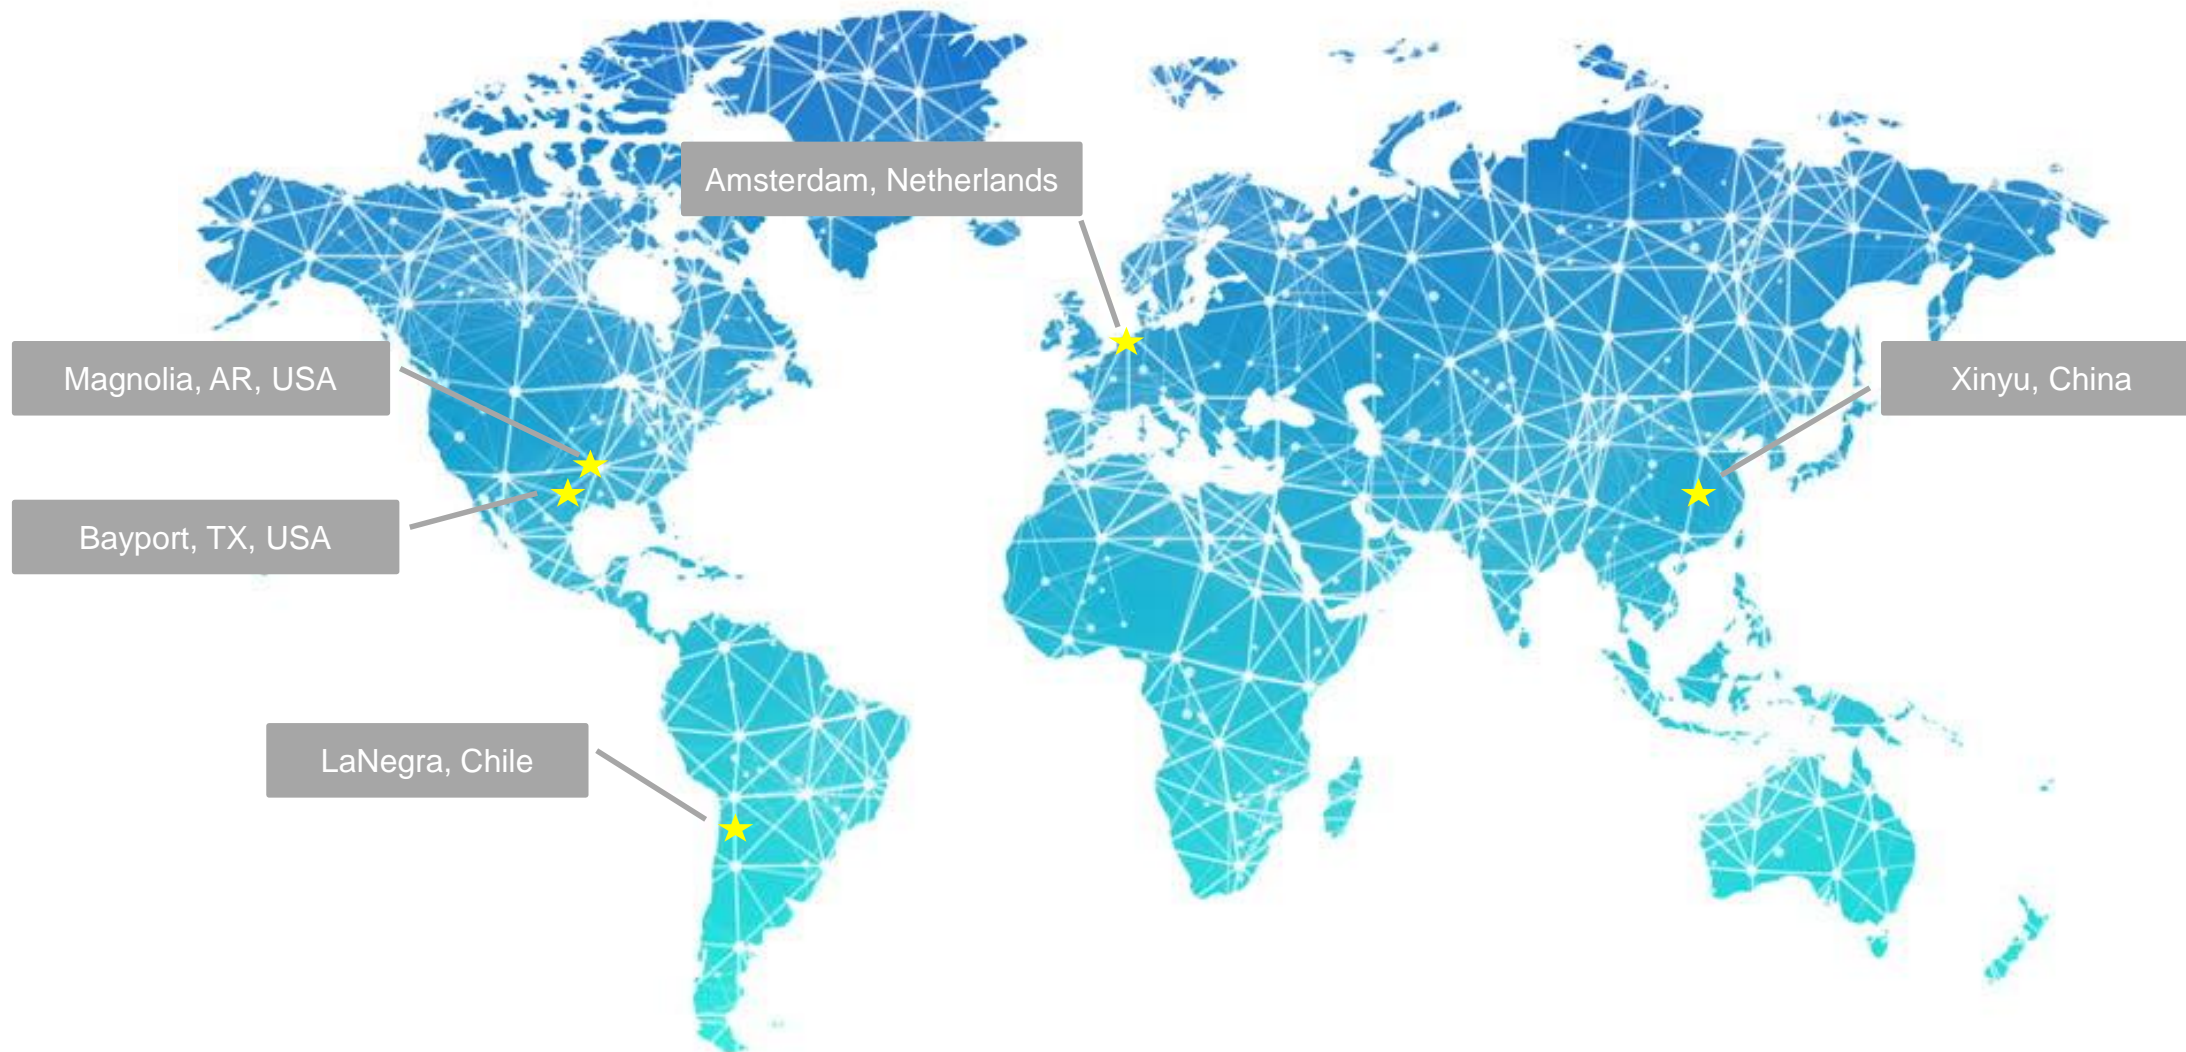 Amsterdam, Netherlands
Magnolia, AR, USA
Xinyu, China
Bayport, TX, USA
LaNegra, Chile